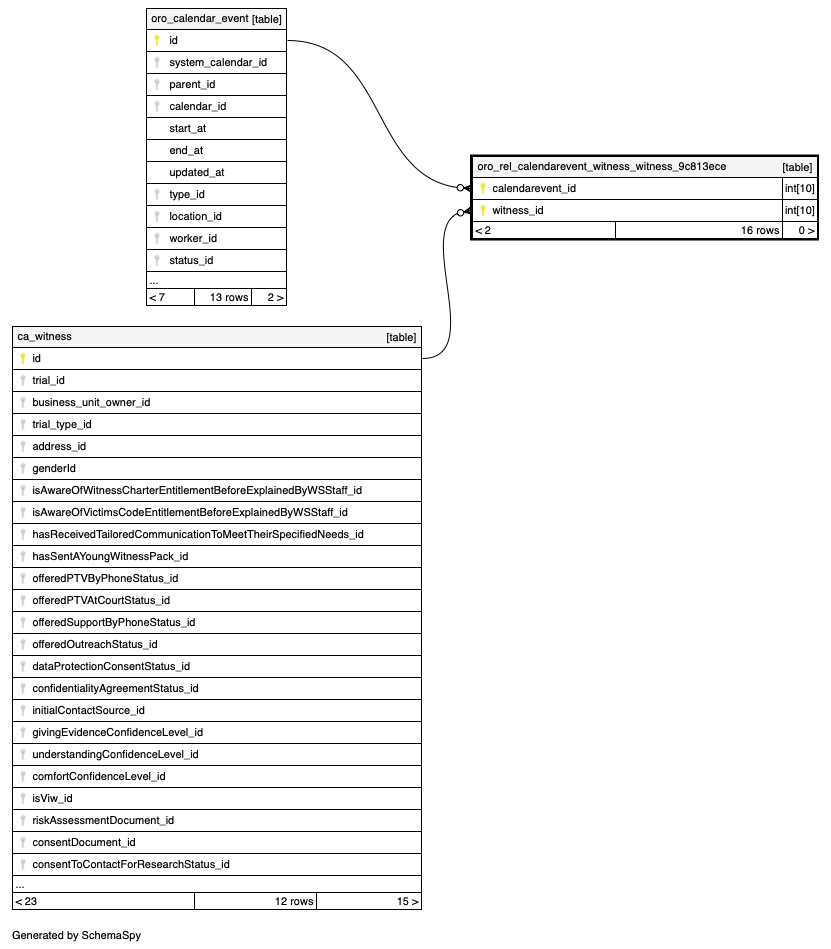 oro_calendar_event [table]
id
system_calendar_id
parent_id
calendar_id
start_at
end_at
updated_at
type_id
location_id
worker_id
status_id
...
< 7 13 rows 2 >
oro_rel_calendarevent_witness_witness_9c813ece [table]
calendarevent_id int[10]
witness_id int[10]
< 2 16 rows 0 >
ca_witness [table]
id
trial_id
business_unit_owner_id
trial_type_id
address_id
genderId
isAwareOfWitnessCharterEntitlementBeforeExplainedByWSStaff_id
isAwareOfVictimsCodeEntitlementBeforeExplainedByWSStaff_id
hasReceivedTailoredCommunicationToMeetTheirSpecifiedNeeds_id
hasSentAYoungWitnessPack_id
offeredPTVByPhoneStatus_id
offeredPTVAtCourtStatus_id
offeredSupportByPhoneStatus_id
offeredOutreachStatus_id
dataProtectionConsentStatus_id
confidentialityAgreementStatus_id
initialContactSource_id
givingEvidenceConfidenceLevel_id
understandingConfidenceLevel_id
comfortConfidenceLevel_id
isViw_id
riskAssessmentDocument_id
consentDocument_id
consentToContactForResearchStatus_id
...
< 23 12 rows 15 >
Generated by SchemaSpy